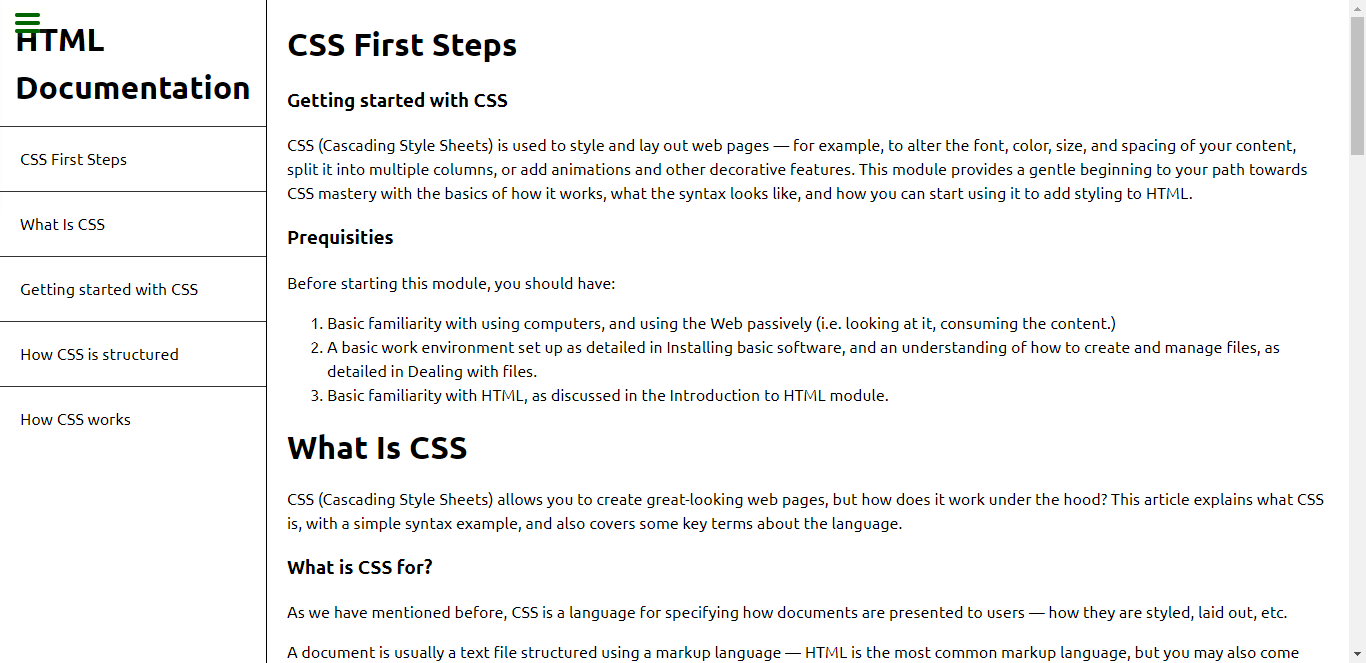 HTML
Documentation
CSS First Steps
What Is CSS
Getting started with CSS
How CSS is structured
How CSS works
CSS First Steps
Getting started with CSS
CSS (Cascading Style Sheets) is used to style and lay out web pages — for example, to alter the font, color, size, and spacing of your content,
split it into multiple columns, or add animations and other decorative features. This module provides a gentle beginning to your path towards
CSS mastery with the basics of how it works, what the syntax looks like, and how you can start using it to add styling to HTML.
Prequisities
Before starting this module, you should have:
1. Basic familiarity with using computers, and using the Web passively (i.e. looking at it, consuming the content.)
2. A basic work environment set up as detailed in Installing basic software, and an understanding of how to create and manage files, as
detailed in Dealing with files.
3. Basic familiarity with HTML, as discussed in the Introduction to HTML module.
What Is CSS
CSS (Cascading Style Sheets) allows you to create great-looking web pages, but how does it work under the hood? This article explains what CSS
is, with a simple syntax example, and also covers some key terms about the language.
What is CSS for?
As we have mentioned before, CSS is a language for specifying how documents are presented to users — how they are styled, laid out, etc.
A document is usually a text file structured using a markup language — HTML is the most common markup language, but you may also come